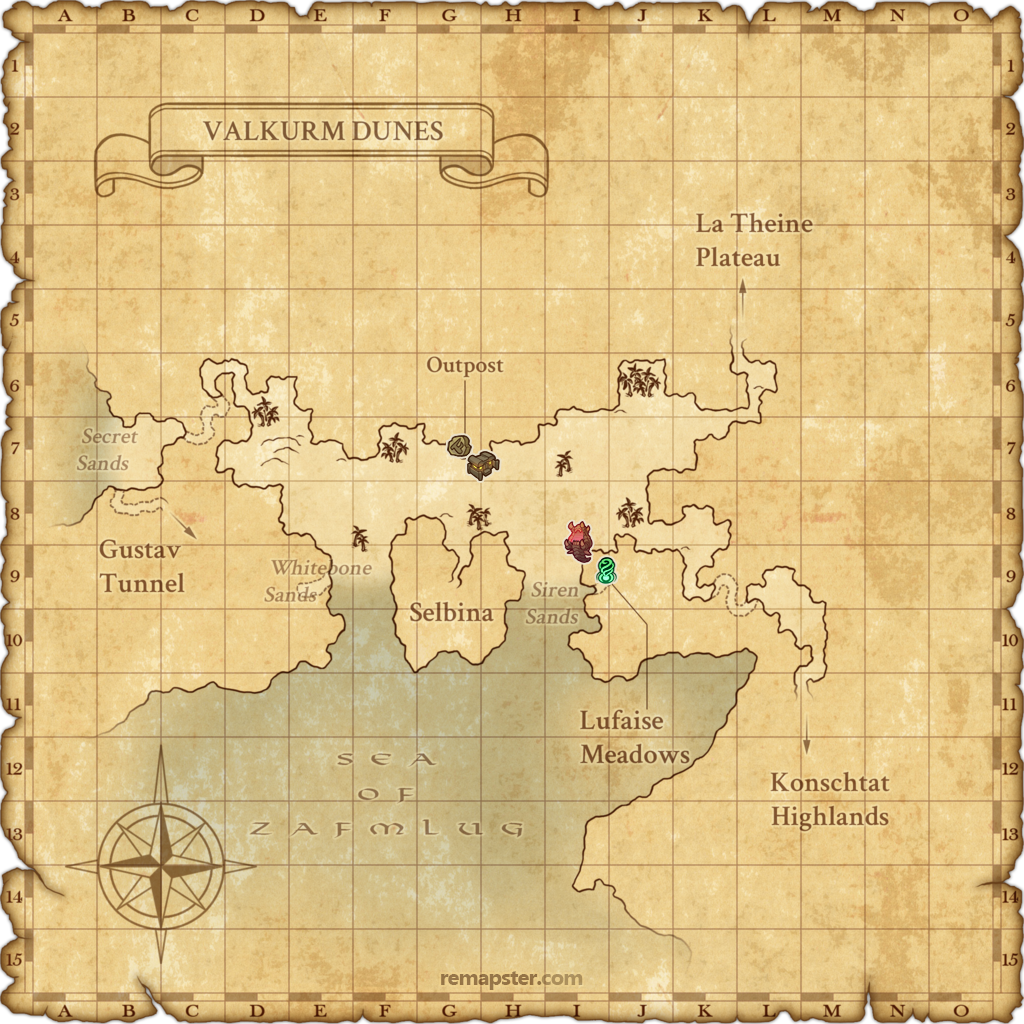 A B C D E F G H I J K L M N O
1 1
2 VALKURM DUNES 2
3 3
La Theine
4 Plateau 4
5 5
Outpost
6 6
7 Secret 7
Sands
8 8
Gustav
Tunnel
Whitebone
Sands
9 Siren 9
Sands
Selbina
10 10
11 Lufaise 11
Meadows
12 SEA 12
OF
ZAFMLUG
Konschtat
Highlands
13 13
14 14
15 15
remapster.com
A B C D E F G H I J K L M N O